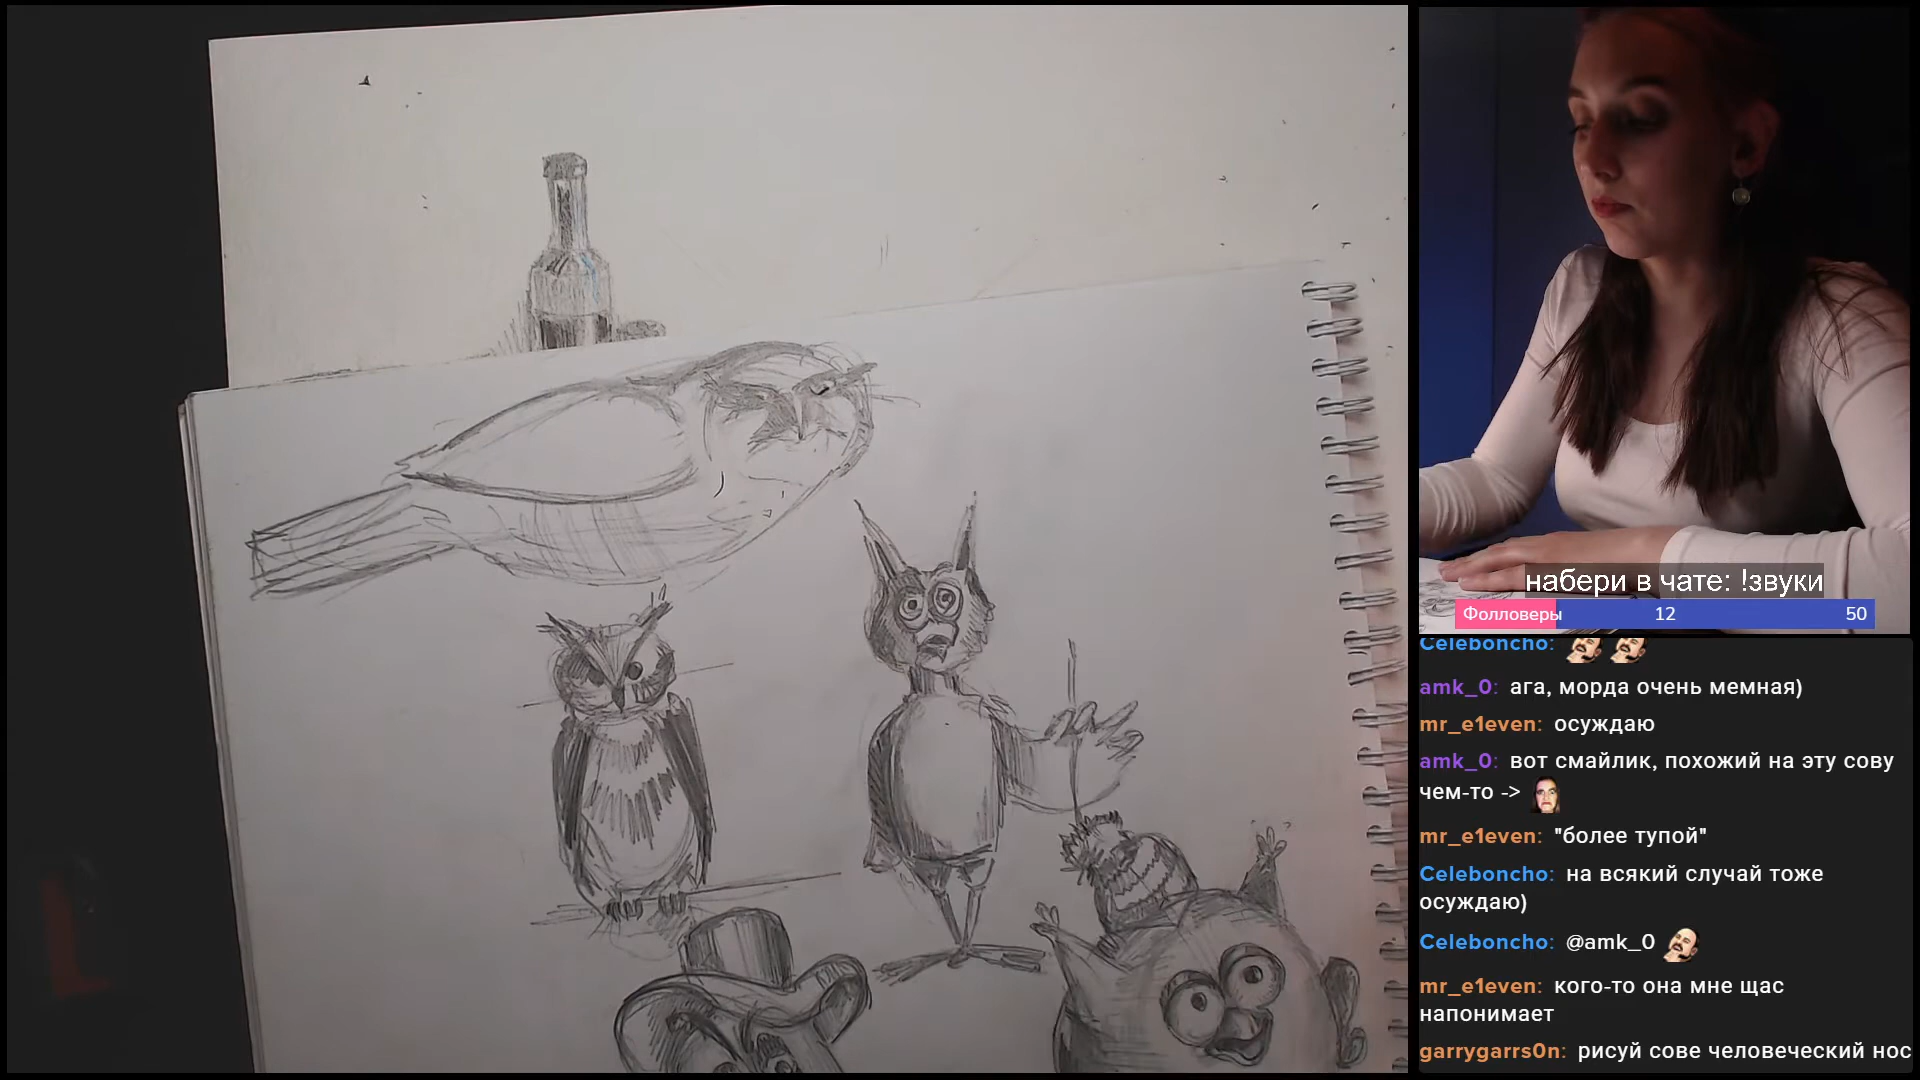 набери в чате: !звуки
Фолловеры 12 50
Celeboncho:
amk_0: ага, морда очень мемная)
mr_e1even: осуждаю
amk_0: вот смайлик, похожий на эту сову
чем-то ->
mr_e1even: "более тупой"
Celeboncho: на всякий случай тоже
осуждаю)
Celeboncho: @amk_0
mr_e1even: кого-то она мне щас
напонимает
garrygarrs0n: рисуй сове человеческий нос